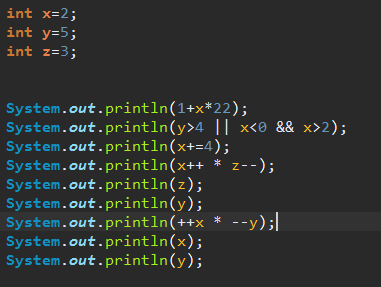 int x=2;
int y=5;
int z=3;
System.out.println(1+x*22);
System.out.println(y>4 || x<0 && x>2);
System.out.println(x+=4);
System.out.println(x++ * z--);
System.out.println(z);
System.out.println(y);
System.out.println(++x * --y);
System.out.println(x);
System.out.println(y);